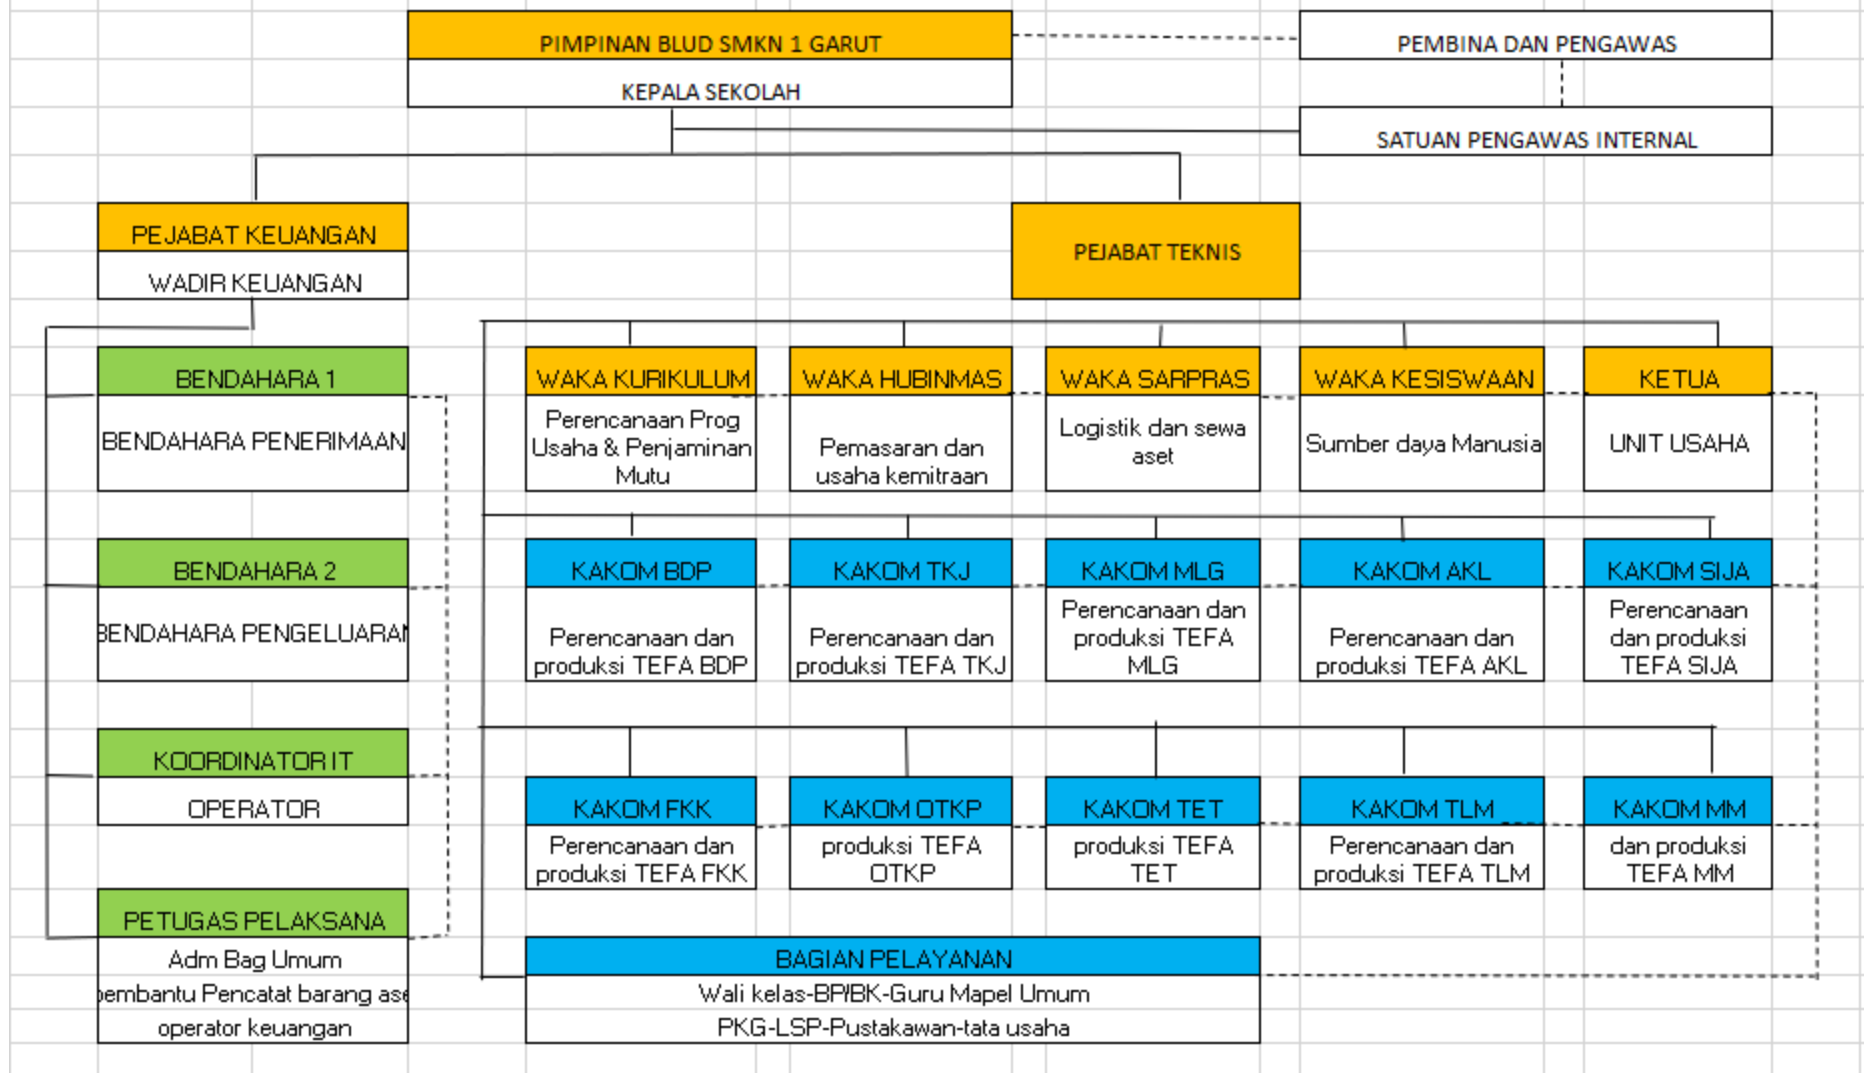 PIMPINAN BLUD SMKN 1 GARUT
KEPALA SEKOLAH
PEMBINA DAN PENGAWAS
SATUAN PENGAWAS INTERNAL
PEJABAT KEUANGAN
WADIR KEUANGAN
PEJABAT TEKNIS
BENDAHARA 1
BENDAHARA PENERIMAAN
BENDAHARA 2
BENDAHARA PENGELUARAN
KOORDINATOR IT
OPERATOR
PETUGAS PELAKSANA
Adm Bag Umum
pembantu Pencatat barang ase
operator keuangan
WAKA KURIKULUM
Perencanaan Prog
Usaha & Penjaminan
Mutu
WAKA HUBINMAS
Pemasaran dan
usaha kemitraan
WAKA SARPRAS
Logistik dan sewa
aset
WAKA KESISWAAN
Sumber daya Manusia
KETUA
UNIT USAHA
KAKOM BDP
Perencanaan dan
produksi TEFA BDP
KAKOM TKJ
Perencanaan dan
produksi TEFA TKJ
KAKOM MLG
Perencanaan dan
produksi TEFA
MLG
KAKOM AKL
Perencanaan dan
produksi TEFA AKL
KAKOM SIJA
Perencanaan
dan produksi
TEFA SIJA
KAKOM FKK
Perencanaan dan
produksi TEFA FKK
KAKOM OTKP
produksi TEFA
OTKP
KAKOM TET
produksi TEFA
TET
KAKOM TLM
Perencanaan dan
produksi TEFA TLM
KAKOM MM
dan produksi
TEFA MM
BAGIAN PELAYANAN
Wali kelas-BP/BK-Guru Mapel Umum
PKG-LSP-Pustakawan-tata usaha